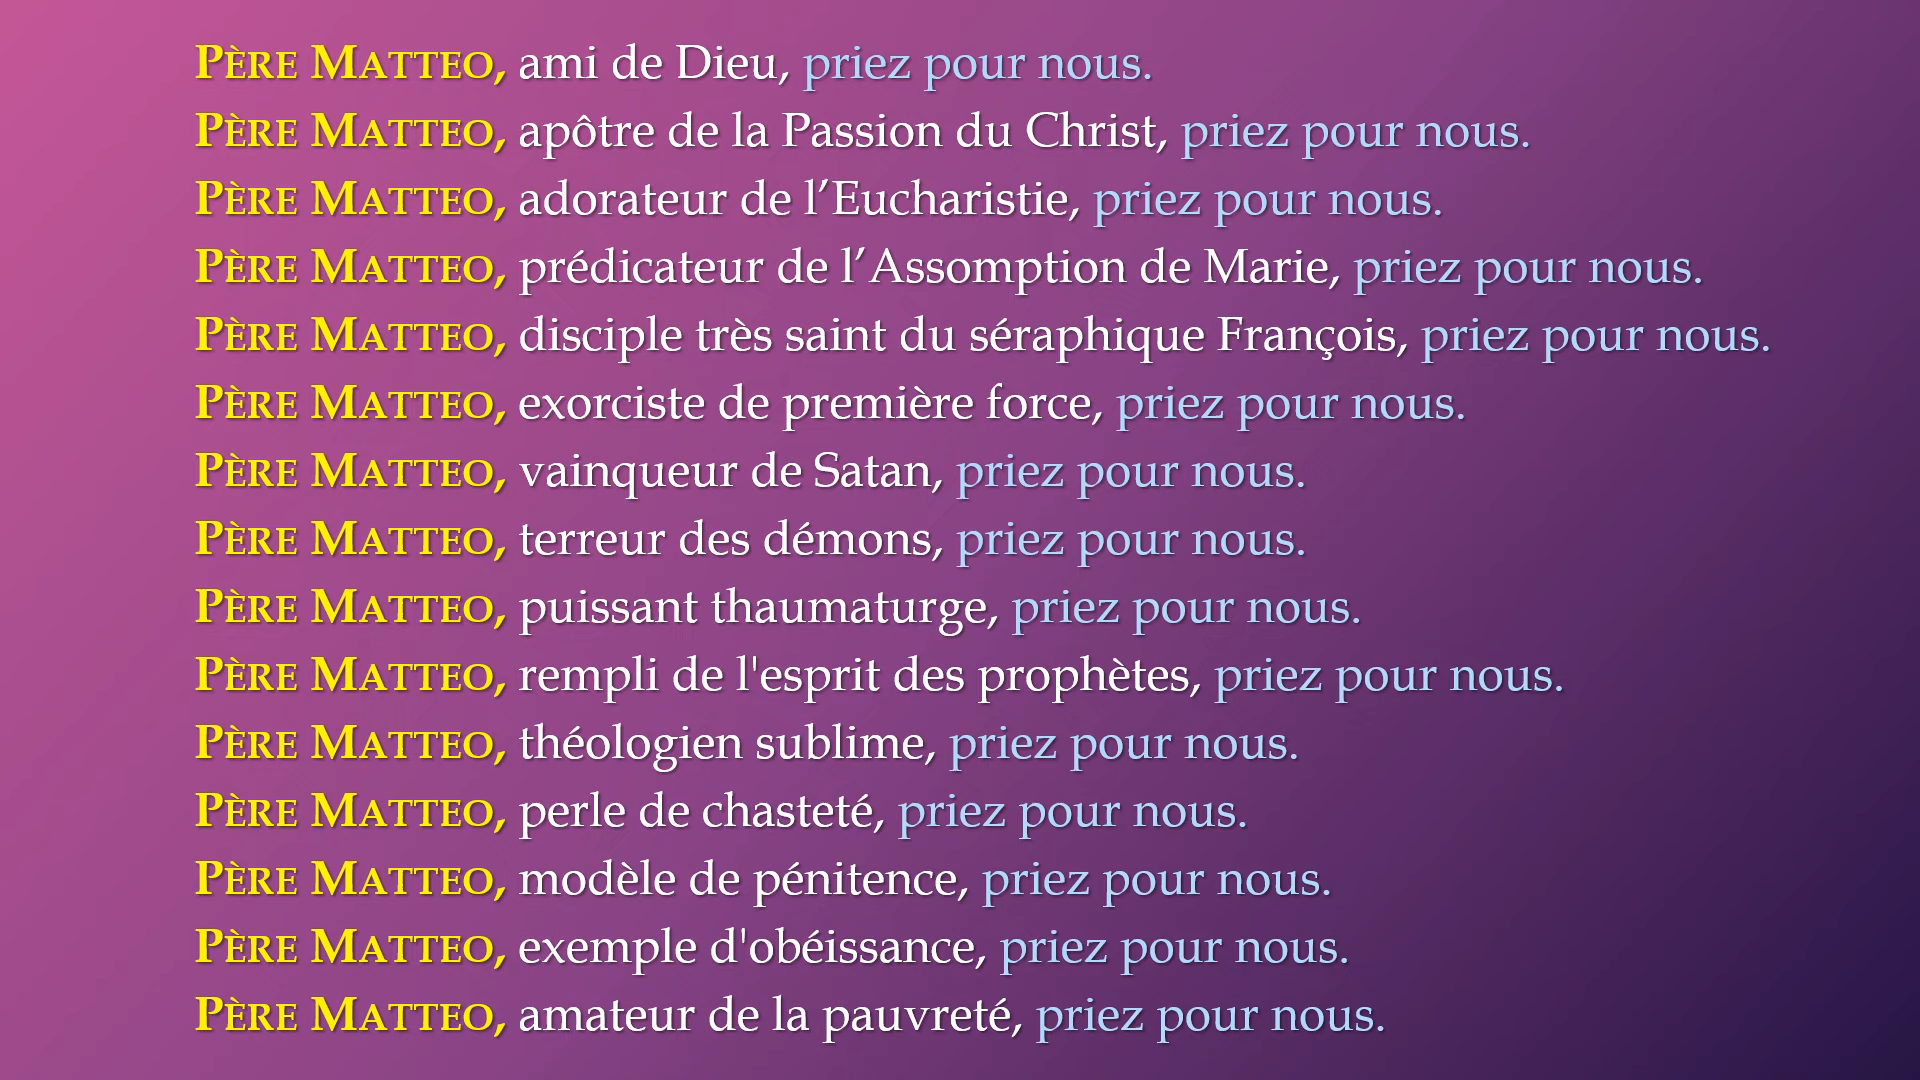 PÈRE MATTEO, ami de Dieu, priez pour nous.
PÈRE MATTEO, apôtre de la Passion du Christ, priez pour nous.
PÈRE MATTEO, adorateur de l’Eucharistie, priez pour nous.
PÈRE MATTEO, prédicateur de l’Assomption de Marie, priez pour nous.
PÈRE MATTEO, disciple très saint du séraphique François, priez pour nous.
PÈRE MATTEO, exorciste de première force, priez pour nous.
PÈRE MATTEO, vainqueur de Satan, priez pour nous.
PÈRE MATTEO, terreur des démons, priez pour nous.
PÈRE MATTEO, puissant thaumaturge, priez pour nous.
PÈRE MATTEO, rempli de l'esprit des prophètes, priez pour nous.
PÈRE MATTEO, théologien sublime, priez pour nous.
PÈRE MATTEO, perle de chasteté, priez pour nous.
PÈRE MATTEO, modèle de pénitence, priez pour nous.
PÈRE MATTEO, exemple d'obéissance, priez pour nous.
PÈRE MATTEO, amateur de la pauvreté, priez pour nous.